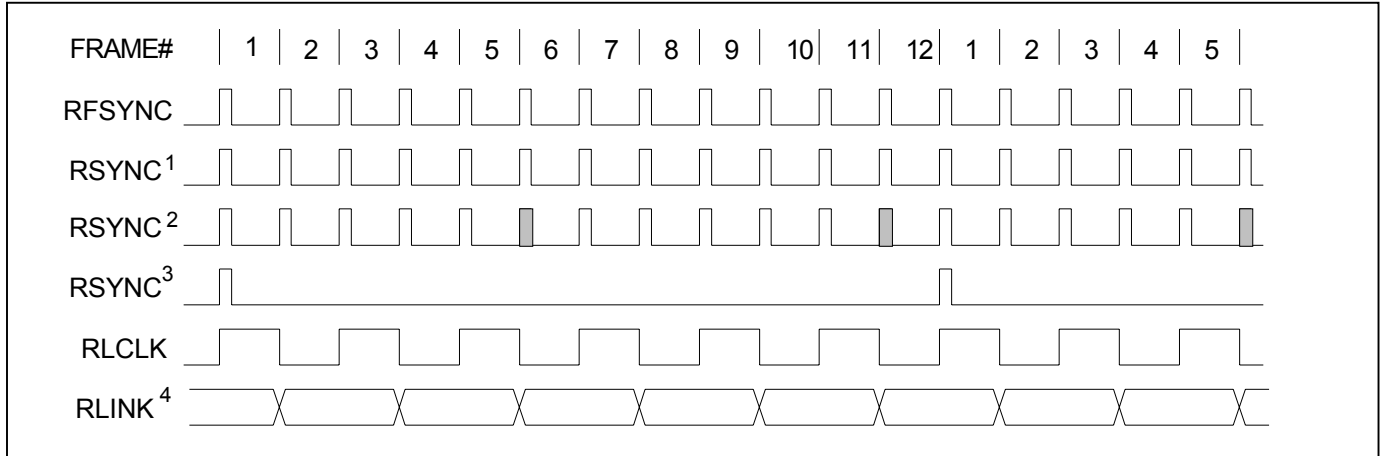 FRAME# 1 2 3 4 5 6 7 8 9 10 11 12 1 2 3 4 5
RFSYNC
RSYNC1
RSYNC2
RSYNC3
RLCLK
RLINK4